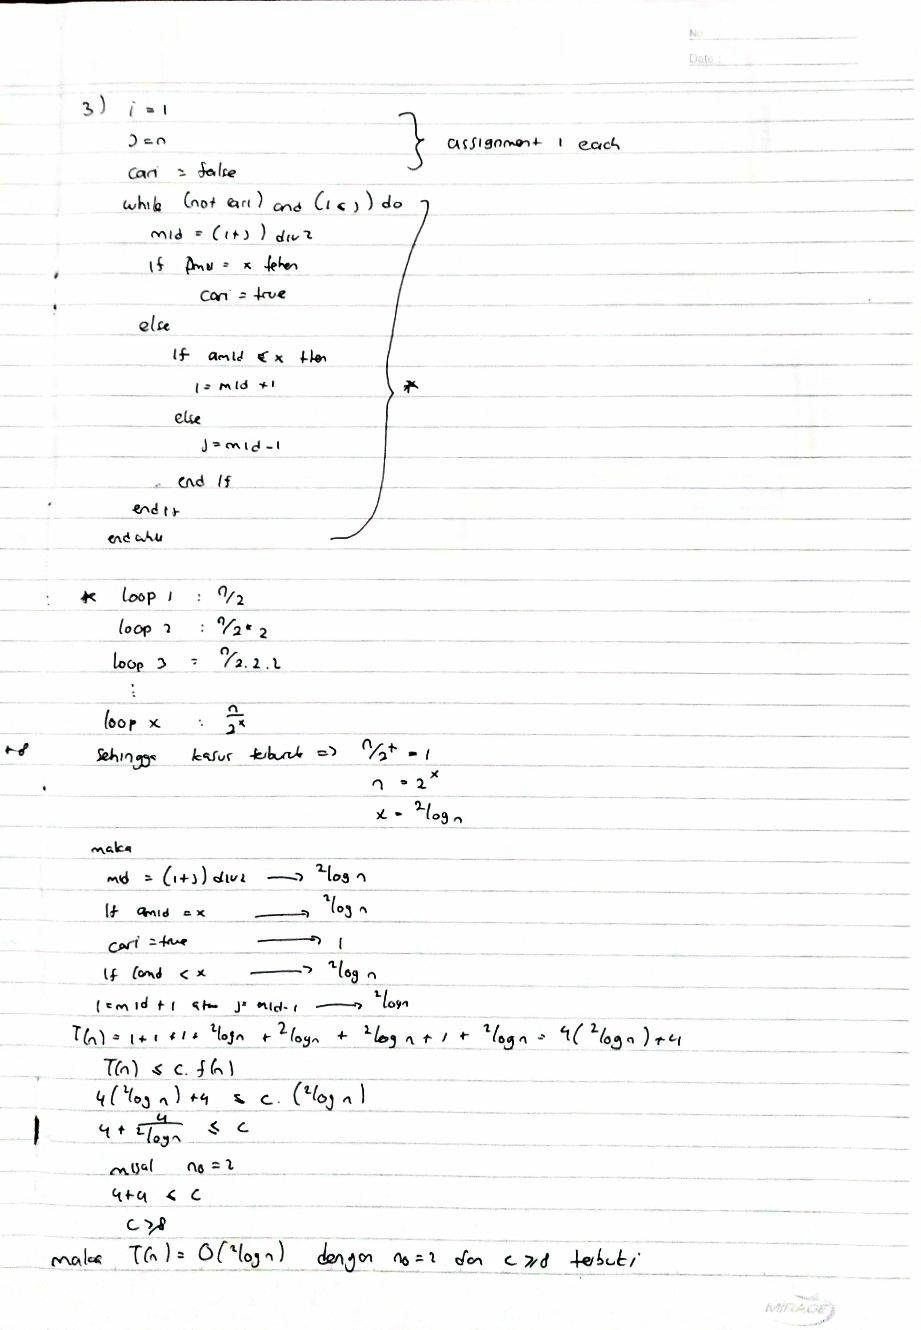 No
Date :
3) i = 1
j = n } assignment 1 each
cari = false
while (not cari) and (i ≤ j) do
mid = (i+j) div 2
if Amid = x then
cari = true
else
if amid < x then
i = mid + 1 *
else
j = mid - 1
end if
end if
end while
* loop 1 : n/2
loop 2 : n/2*2
loop 3 = n/2.2.2
⋮
loop x : n/2^x
Sehingga kasus terburuk => n/2^x = 1
n = 2^x
x = ²log n
maka
mid = (i+j) div 2 → ²log n
If amid = x → ²log n
cari = true → 1
If amid < x → ²log n
i = mid + 1 atau j = mid - 1 → ²log n
T(n) = 1 + 1 + 1 + ²log n + ²log n + ²log n + 1 + ²log n = 4(²log n) + 4
T(n) ≤ c. f(n)
4(²log n) + 4 ≤ c. (²log n)
4 + 4/²log n ≤ c
misal n₀ = 2
4+4 ≤ c
c ≥ 8
maka T(n) = O(²log n) dengan n₀ = 2 dan c ≥ 8 terbukti
MIRAGE